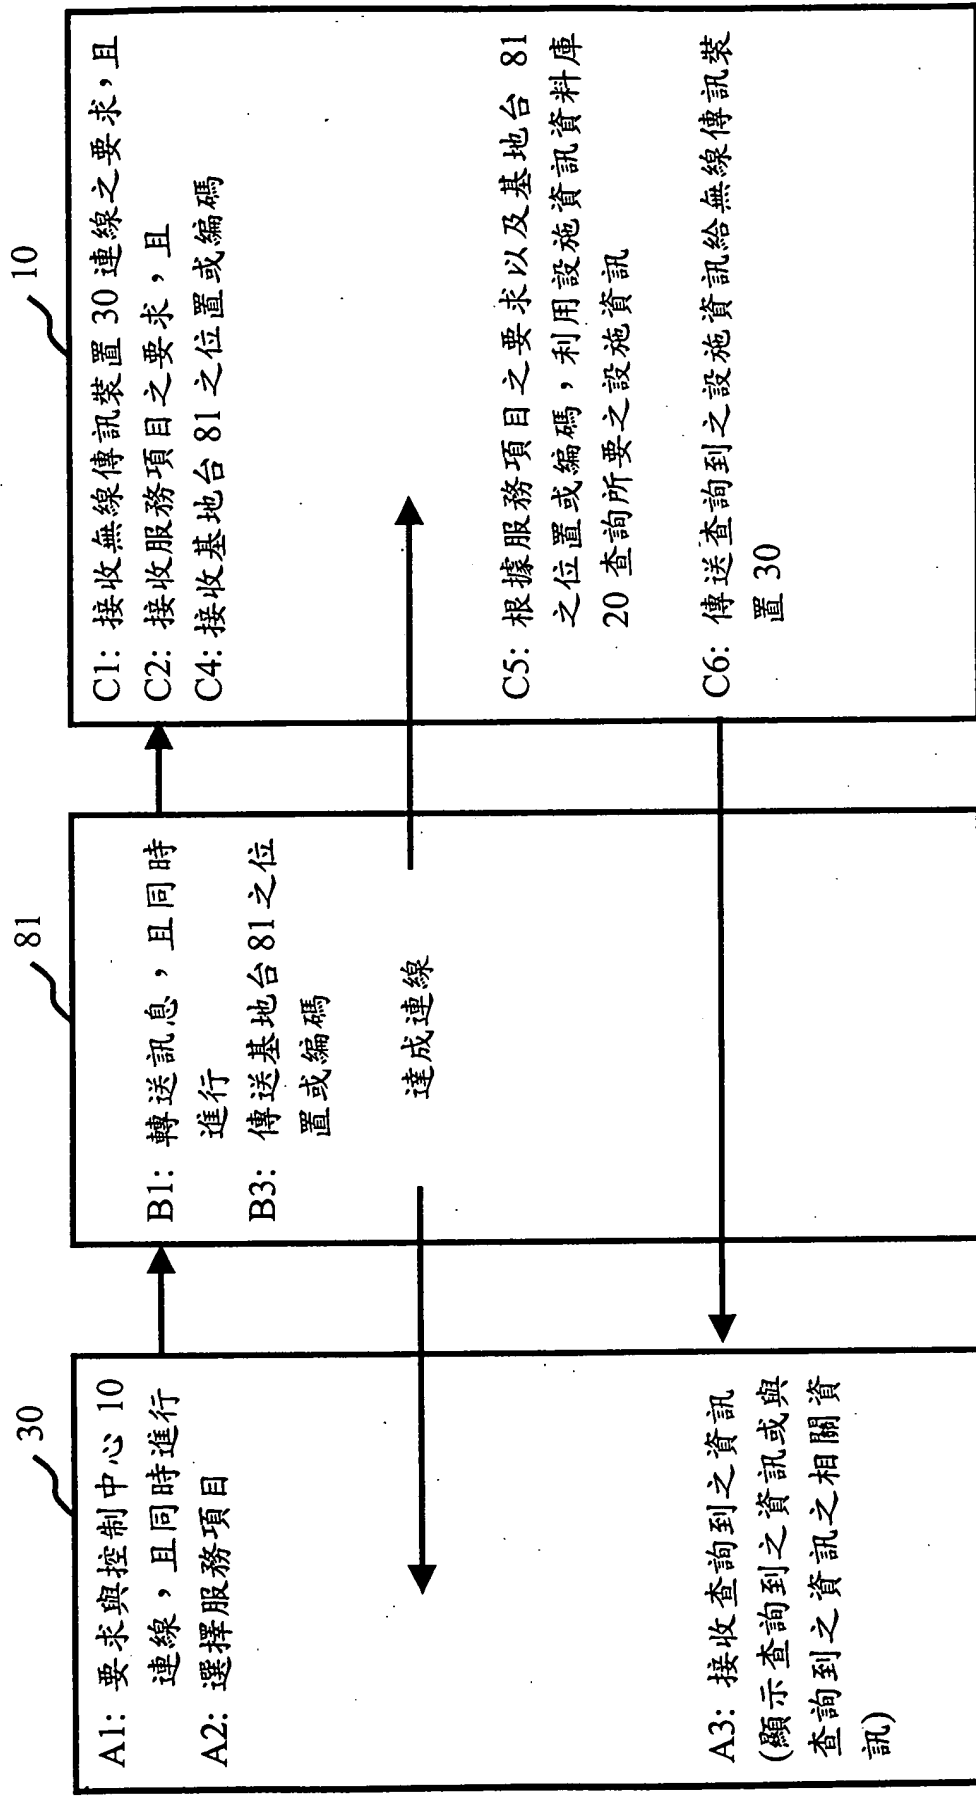 30
A1: 要求與控制中心 10
連線，且同時進行
A2: 選擇服務項目
A3: 接收查詢到之資訊
(顯示查詢到之資訊或與
查詢到之資訊之相關資
訊)
81
B1: 轉送訊息，且同時
進行
B3: 傳送基地台81之位
置或編碼
達成連線
10
C1: 接收無線傳訊裝置 30 連線之要求，且
C2: 接收服務項目之要求，且
C4: 接收基地台 81 之位置或編碼
C5: 根據服務項目之要求以及基地台 81
之位置或編碼，利用設施資訊資料庫
20 查詢所要之設施資訊
C6: 傳送查詢到之設施資訊給無線傳訊裝
置 30